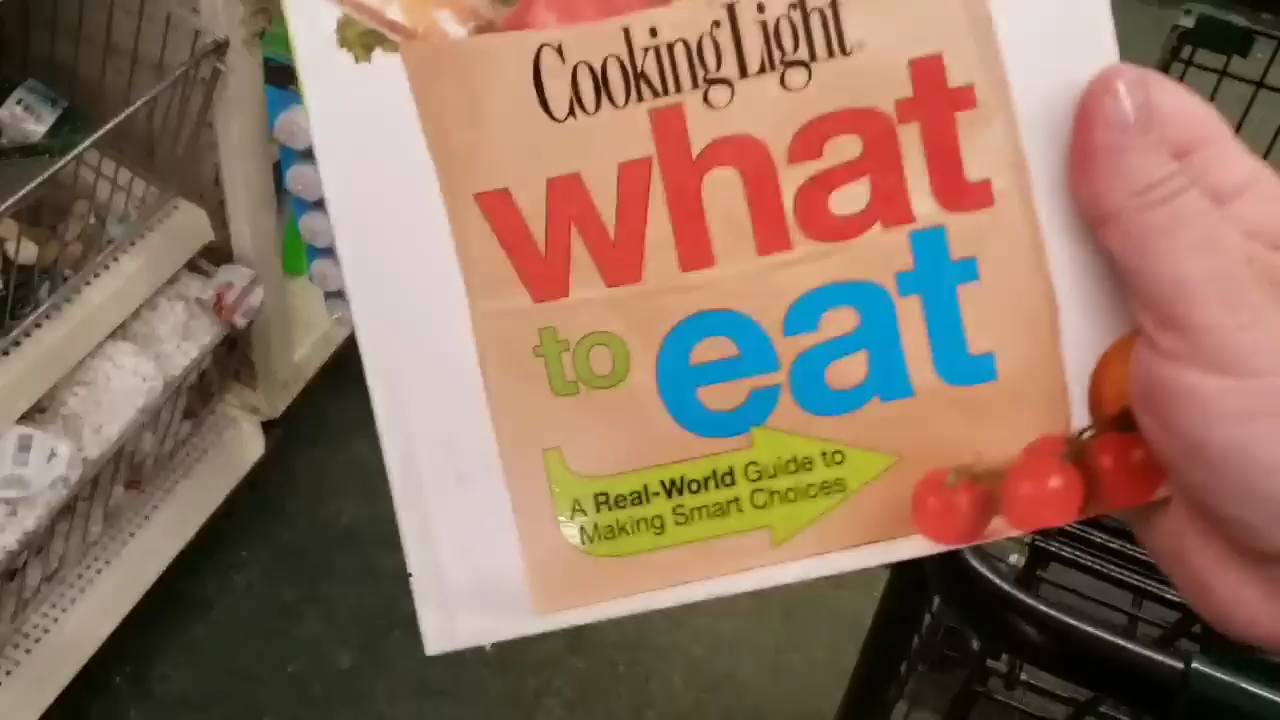 Cooking Light
what
to eat
A Real-World Guide to
Making Smart Choices